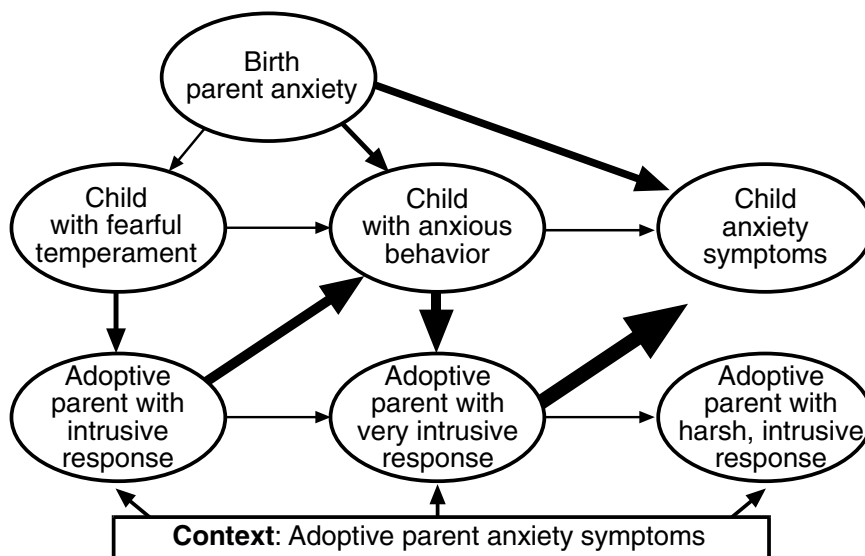 Birth
parent anxiety
Child
with fearful
temperament
Child
with anxious
behavior
Child
anxiety
symptoms
Adoptive
parent with
intrusive
response
Adoptive
parent with
very intrusive
response
Adoptive
parent with
harsh, intrusive
response
Context: Adoptive parent anxiety symptoms